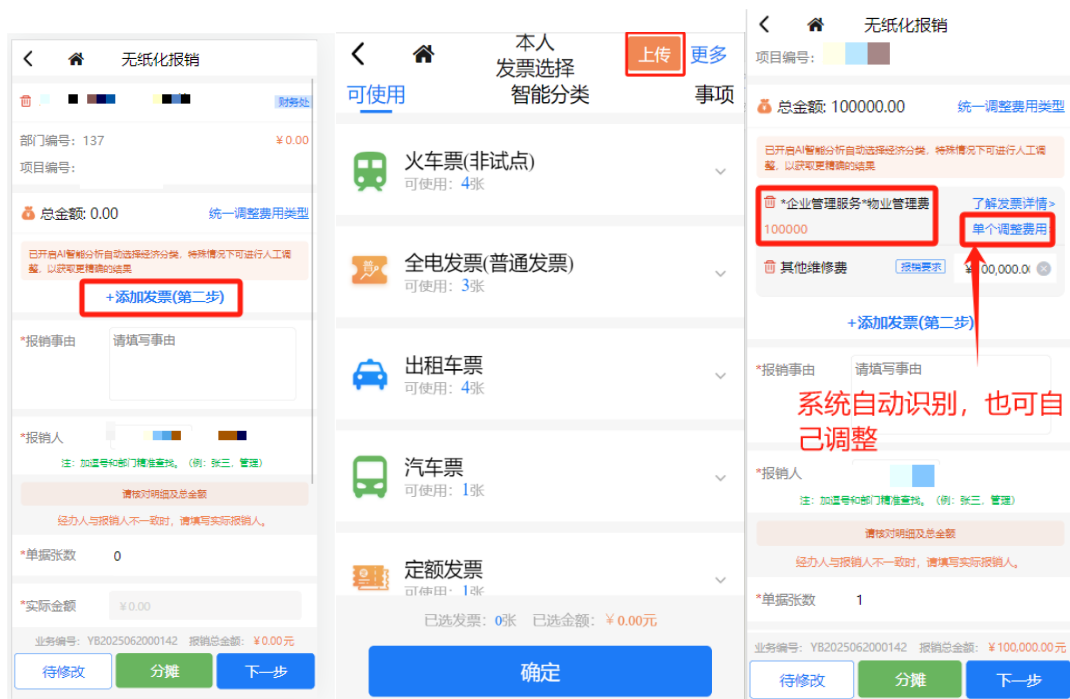 无纸化报销
财务处
部门编号：137
¥0.00
项目编号：
总金额: 0.00
统一调整费用类型
已开启AI智能分析自动选择经济分类，特殊情况下可进行人工调
整，以获取更精确的结果
+添加发票(第二步)
*报销事由
请填写事由
*报销人
注：加逗号和部门精准查找。（例：张三，管理）
请核对明细及总金额
经办人与报销人不一致时，请填写实际报销人。
*单据张数 0
*实际金额 ¥0.00
业务编号：YB2025062000142 报销总金额：¥0.00元
待修改 分摊 下一步
本人
发票选择
上传 更多
可使用 智能分类 事项
火车票(非试点)
可使用：4张
全电发票(普通发票)
可使用：3张
出租车票
可使用：4张
汽车票
可使用：1张
定额发票
可使用：1张
已选发票：0张 已选金额：¥0.00元
确定
无纸化报销
项目编号：
总金额: 100000.00
统一调整费用类型
已开启AI智能分析自动选择经济分类，特殊情况下可进行人工调
整，以获取更精确的结果
*企业管理服务*物业管理费
了解发票详情>
100000
单个调整费用
其他维修费
报销要求
+添加发票(第二步)
*报销事由
请填写事由
系统自动识别，也可自
己调整
*报销人
注：加逗号和部门精准查找。（例：张三，管理）
请核对明细及总金额
经办人与报销人不一致时，请填写实际报销人。
*单据张数 1
业务编号：YB2025062000142 报销总金额：¥100,000.00元
待修改 分摊 下一步